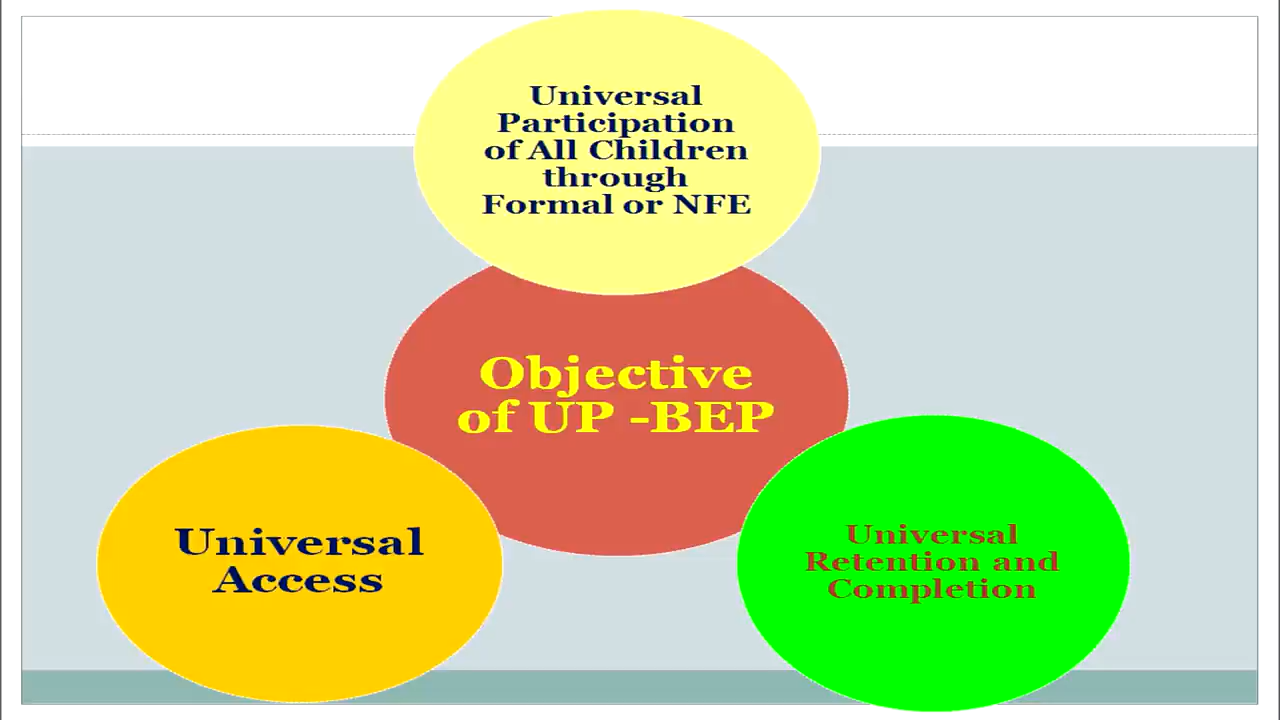 Universal
Participation
of All Children
through
Formal or NFE
Objective
of UP -BEP
Universal
Access
Universal
Retention and
Completion